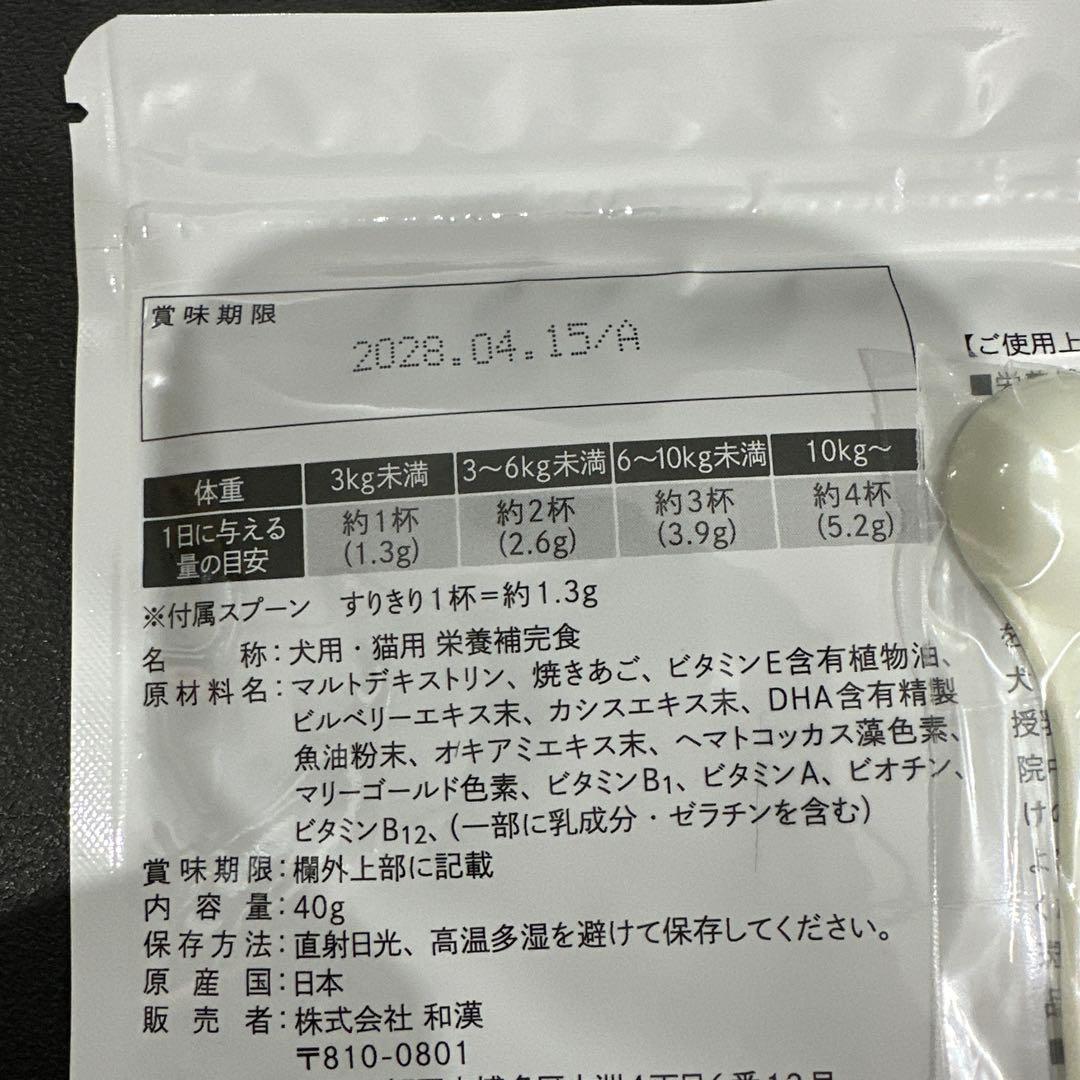 賞味期限
2028.04.15/A
体重 3kg未満 3～6kg未満 6～10kg未満 10kg～
1日に与える量の目安 約1杯(1.3g) 約2杯(2.6g) 約3杯(3.9g) 約4杯(5.2g)
※付属スプーン すりきり1杯=約1.3g
名称:犬用・猫用 栄養補完食
原材料名:マルトデキストリン、焼きあご、ビタミンE含有植物油、
ビルベリーエキス末、カシスエキス末、DHA含有精製
魚油粉末、オキアミエキス末、ヘマトコッカス藻色素、
マリーゴールド色素、ビタミンB1、ビタミンA、ビオチン、
ビタミンB12、(一部に乳成分・ゼラチンを含む)
賞味期限:欄外上部に記載
内容量:40g
保存方法:直射日光、高温多湿を避けて保存してください。
原産国:日本
販売者:株式会社 和漢
〒810-0801
【ご使用上
■
犬
授
院
け
よ
品
■